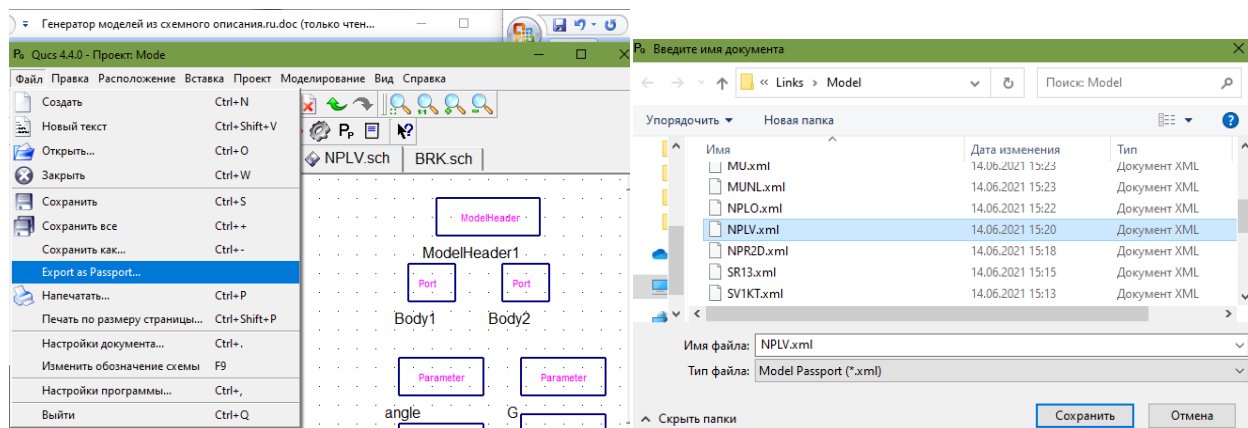 Генератор моделей из схемного описания.ru.doc (только чтен...
Qucs 4.4.0 - Проект: Mode
Файл Правка Расположение Вставка Проект Моделирование Вид Справка
Создать Ctrl+N
Новый текст Ctrl+Shift+V
Открыть... Ctrl+O
Закрыть Ctrl+W
Сохранить Ctrl+S
Сохранить все Ctrl++
Сохранить как... Ctrl+-
Export as Passport...
Напечатать... Ctrl+P
Печать по размеру страницы... Ctrl+Shift+P
Настройки документа... Ctrl+.
Изменить обозначение схемы F9
Настройки программы... Ctrl+,
Выйти Ctrl+Q
NPLV.sch BRK.sch
ModelHeader
ModelHeader1
Port Port
Body1 Body2
Parameter Parameter
angle G
Введите имя документа
« Links › Model
Поиск: Model
Упорядочить Новая папка
Имя Дата изменения Тип
MU.xml 14.06.2021 15:23 Документ XML
MUNL.xml 14.06.2021 15:23 Документ XML
NPLO.xml 14.06.2021 15:22 Документ XML
NPLV.xml 14.06.2021 15:20 Документ XML
NPR2D.xml 14.06.2021 15:18 Документ XML
SR13.xml 14.06.2021 15:15 Документ XML
SV1KT.xml 14.06.2021 15:13 Документ XML
Имя файла: NPLV.xml
Тип файла: Model Passport (*.xml)
Скрыть папки
Сохранить Отмена